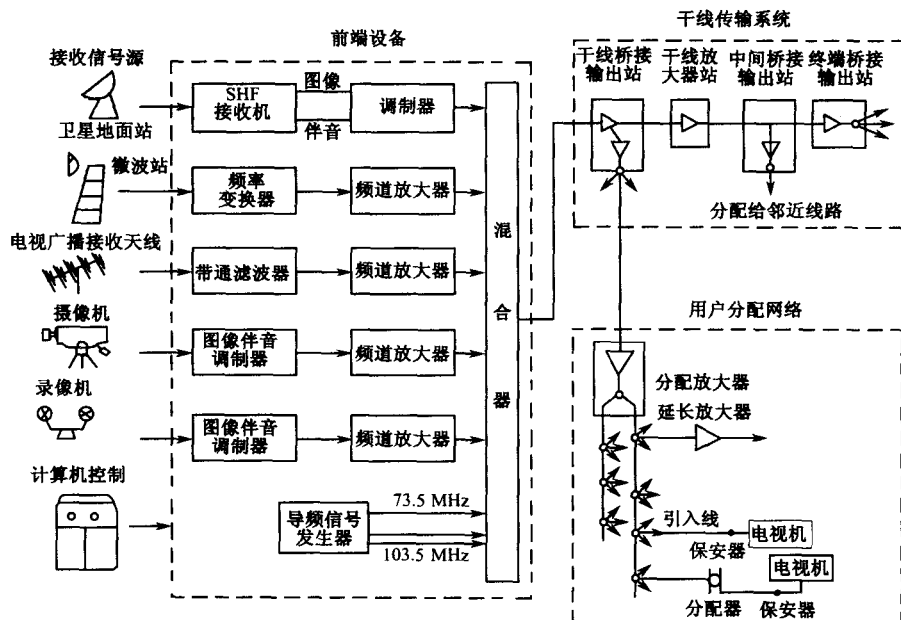 接收信号源
卫星地面站
微波站
电视广播接收天线
摄像机
录像机
计算机控制
前端设备
SHF
接收机
图像
伴音
调制器
频率
变换器
频道放大器
带通滤波器
频道放大器
图像伴音
调制器
频道放大器
图像伴音
调制器
频道放大器
导频信号
发生器
73.5 MHz
103.5 MHz
混
合
器
干线传输系统
干线桥接
输出站
干线放
大器站
中间桥接
输出站
终端桥接
输出站
分配给邻近线路
用户分配网络
分配放大器
延长放大器
引入线
保安器
电视机
电视机
分配器
保安器